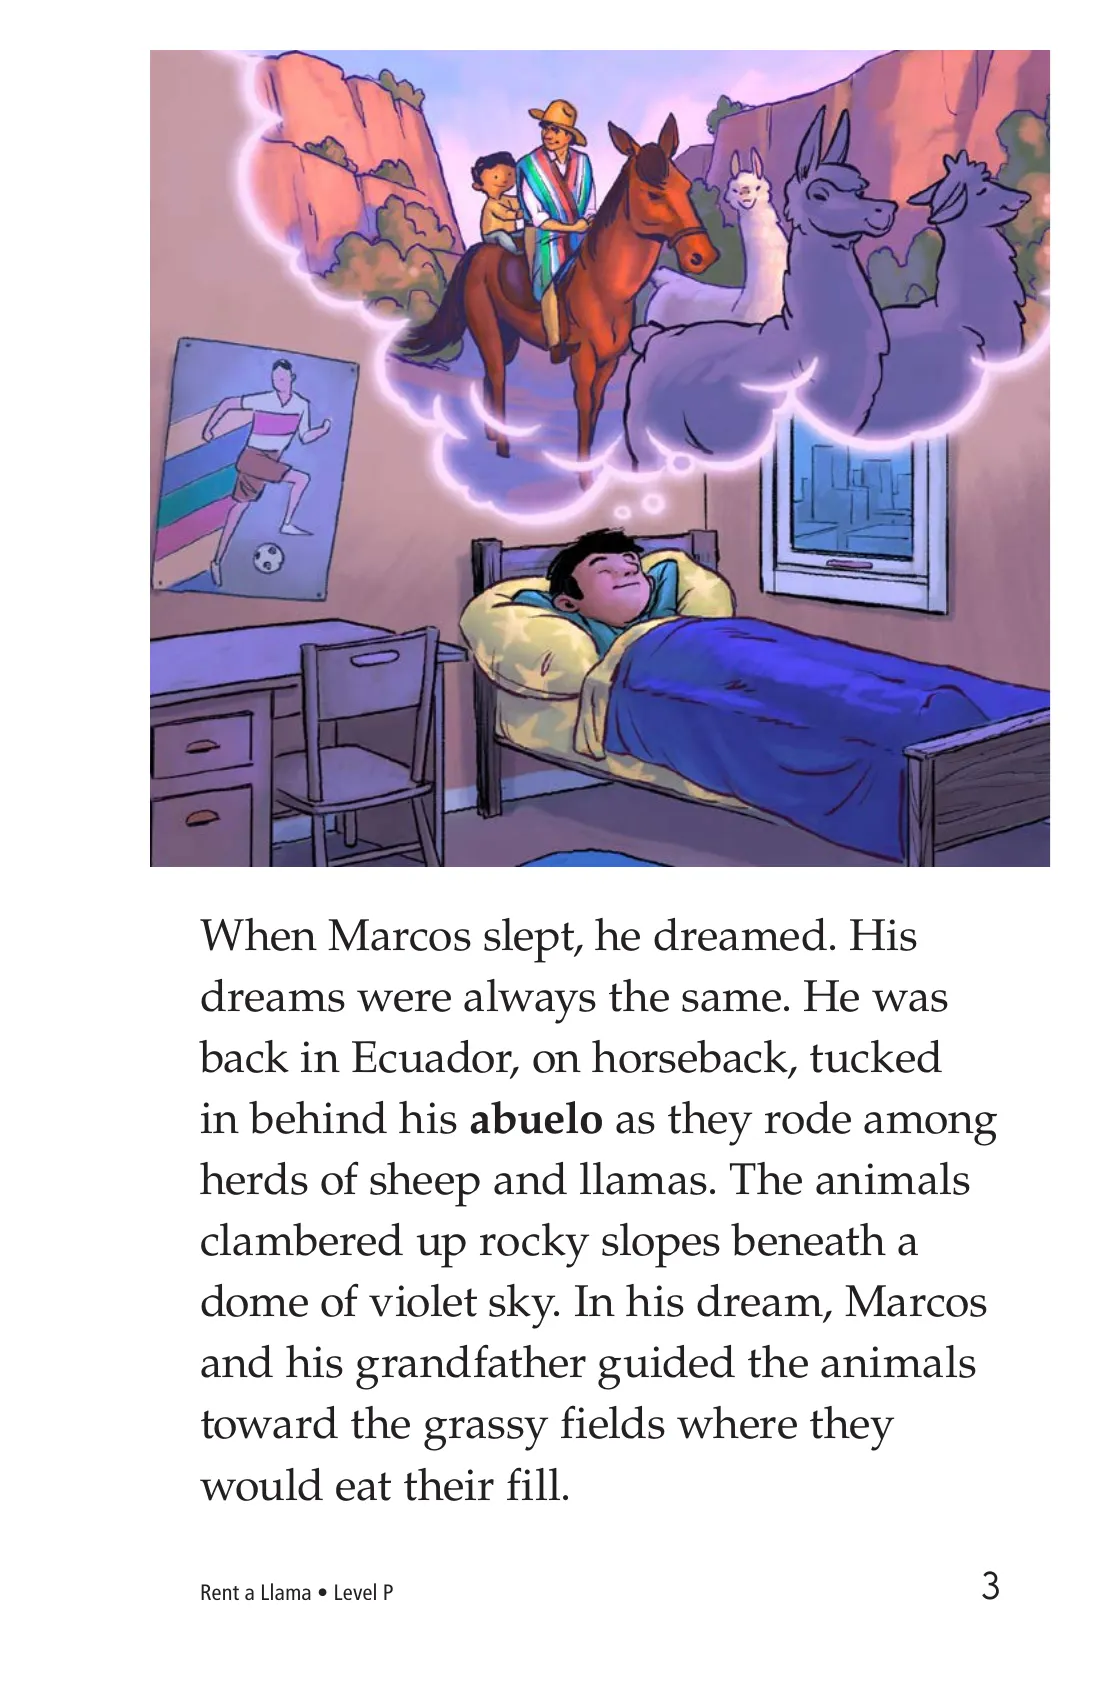 When Marcos slept, he dreamed. His
dreams were always the same. He was
back in Ecuador, on horseback, tucked
in behind his abuelo as they rode among
herds of sheep and llamas. The animals
clambered up rocky slopes beneath a
dome of violet sky. In his dream, Marcos
and his grandfather guided the animals
toward the grassy fields where they
would eat their fill.
Rent a Llama • Level P
3